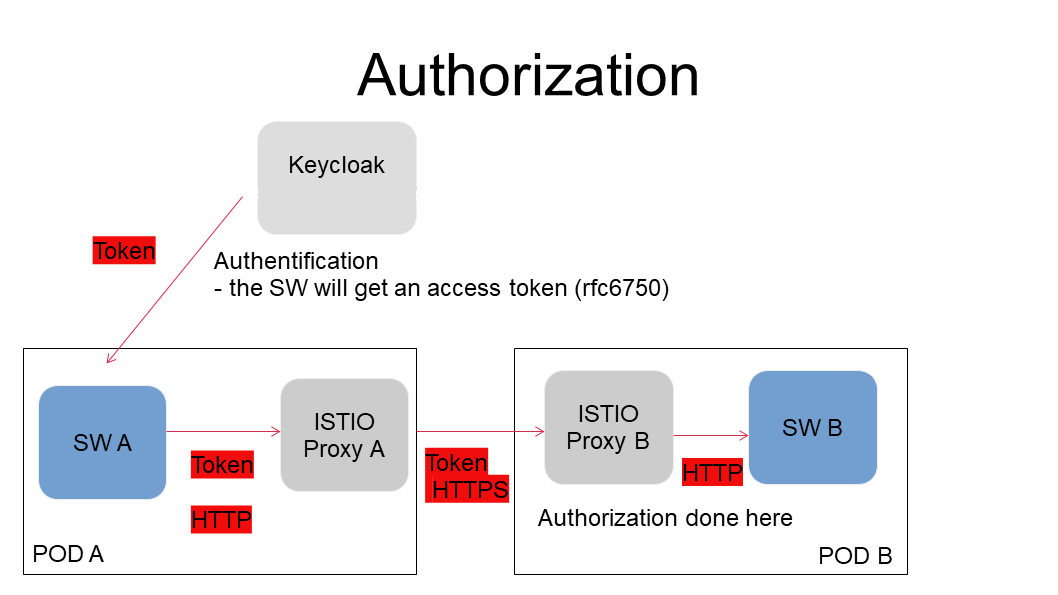 Authorization
Keycloak
Token
Authentification
- the SW will get an access token (rfc6750)
SW A
ISTIO
Proxy A
ISTIO
Proxy B
SW B
Token
HTTP
Token
HTTPS
HTTP
Authorization done here
POD A
POD B